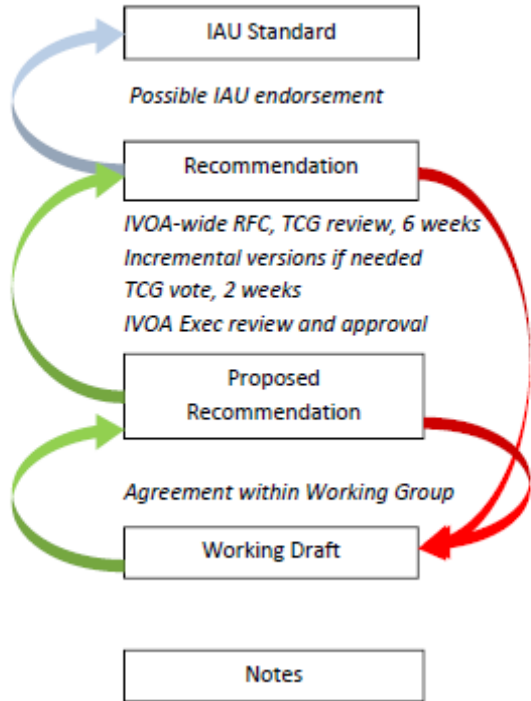 IAU Standard
Possible IAU endorsement
Recommendation
IVOA-wide RFC, TCG review, 6 weeks
Incremental versions if needed
TCG vote, 2 weeks
IVOA Exec review and approval
Proposed
Recommendation
Agreement within Working Group
Working Draft
Notes